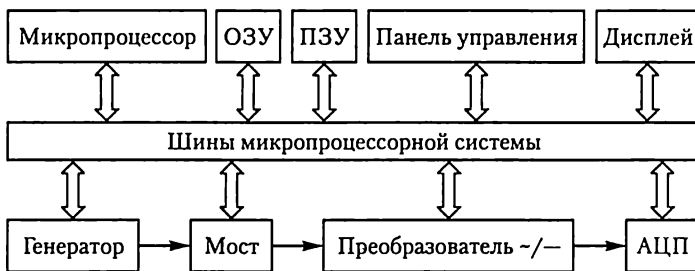 Микропроцессор ОЗУ ПЗУ Панель управления Дисплей
Шины микропроцессорной системы
Генератор Мост Преобразователь ~/— АЦП